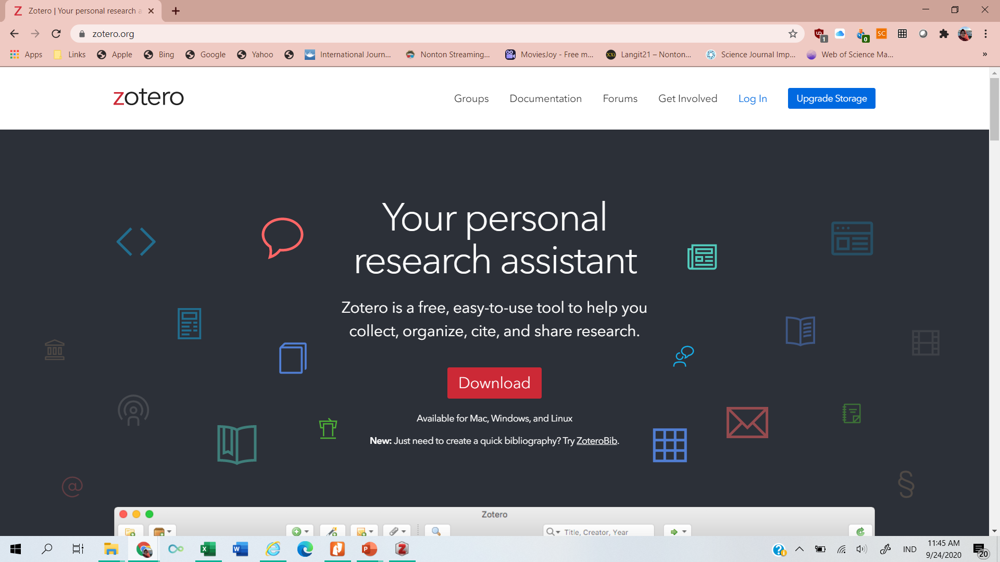 Zotero | Your personal research a
zotero.org
1
0
SC
Apps
Links
Apple
Bing
Google
Yahoo
International Journ...
Nonton Streaming...
MoviesJoy - Free m...
Langit21 – Nonton...
Science Journal Imp...
Web of Science Ma...
»
zotero
Groups
Documentation
Forums
Get Involved
Log In
Upgrade Storage
Your personal
research assistant
Zotero is a free, easy-to-use tool to help you
collect, organize, cite, and share research.
Download
Available for Mac, Windows, and Linux
New: Just need to create a quick bibliography? Try ZoteroBib.
Zotero
Title, Creator, Year
IND
11:45 AM
9/24/2020
20